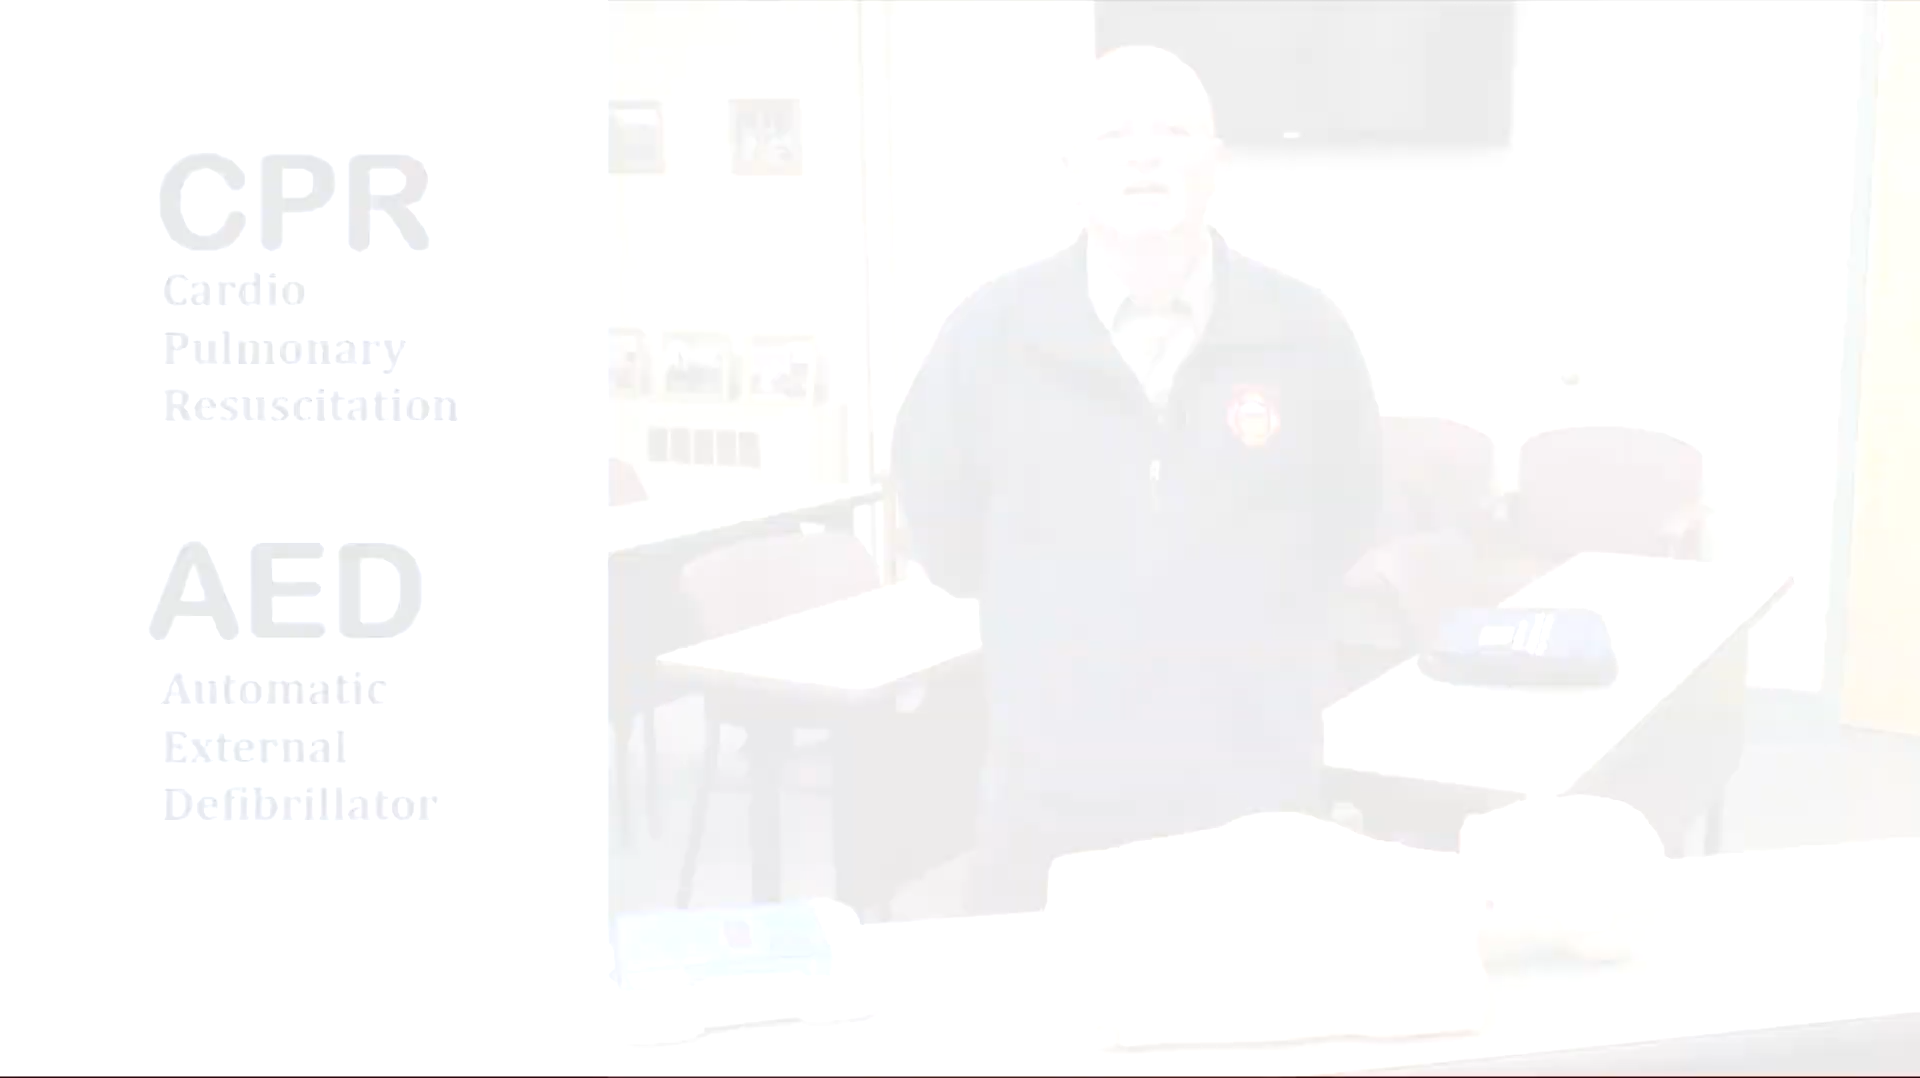 CPR
Cardio
Pulmonary
Resuscitation
AED
Automatic
External
Defibrillator